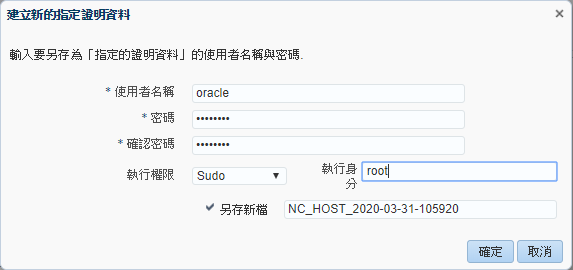 建立新的指定證明資料
輸入要另存為「指定的證明資料」的使用者名稱與密碼.
* 使用者名稱 oracle
* 密碼 ••••••••
* 確認密碼 ••••••••
執行權限 Sudo 執行身分 root
另存新檔 NC_HOST_2020-03-31-105920
確定 取消